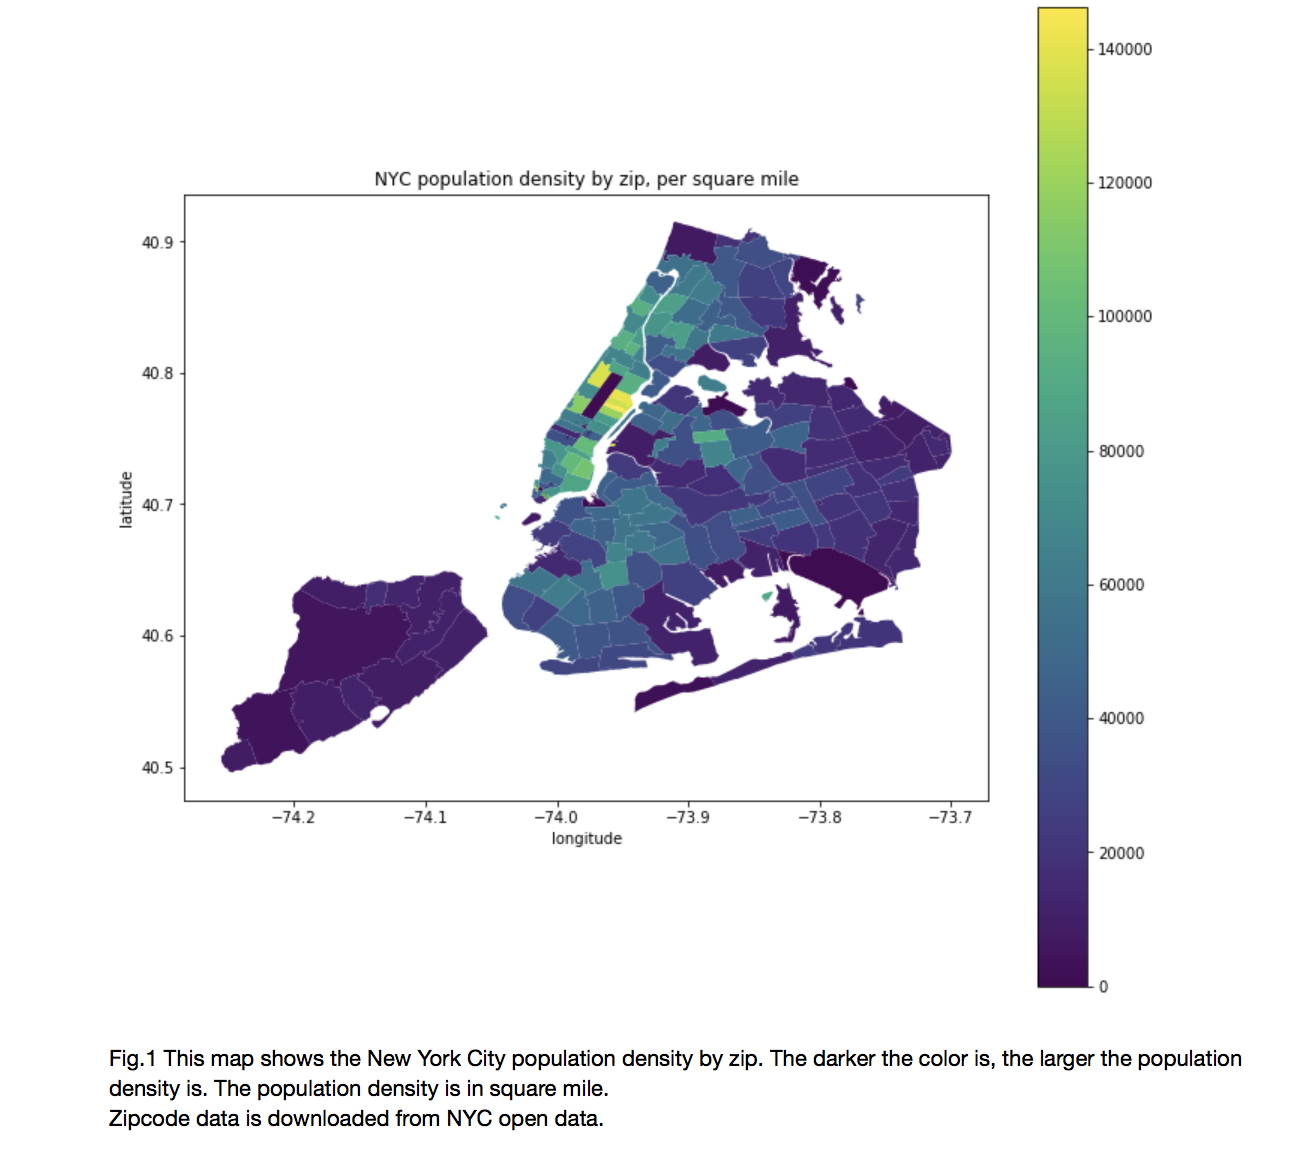 NYC population density by zip, per square mile
40.9
40.8
40.7
40.6
40.5
latitude
−74.2 −74.1 −74.0 −73.9 −73.8 −73.7
longitude
140000
120000
100000
80000
60000
40000
20000
0
Fig.1 This map shows the New York City population density by zip. The darker the color is, the larger the population
density is. The population density is in square mile.
Zipcode data is downloaded from NYC open data.